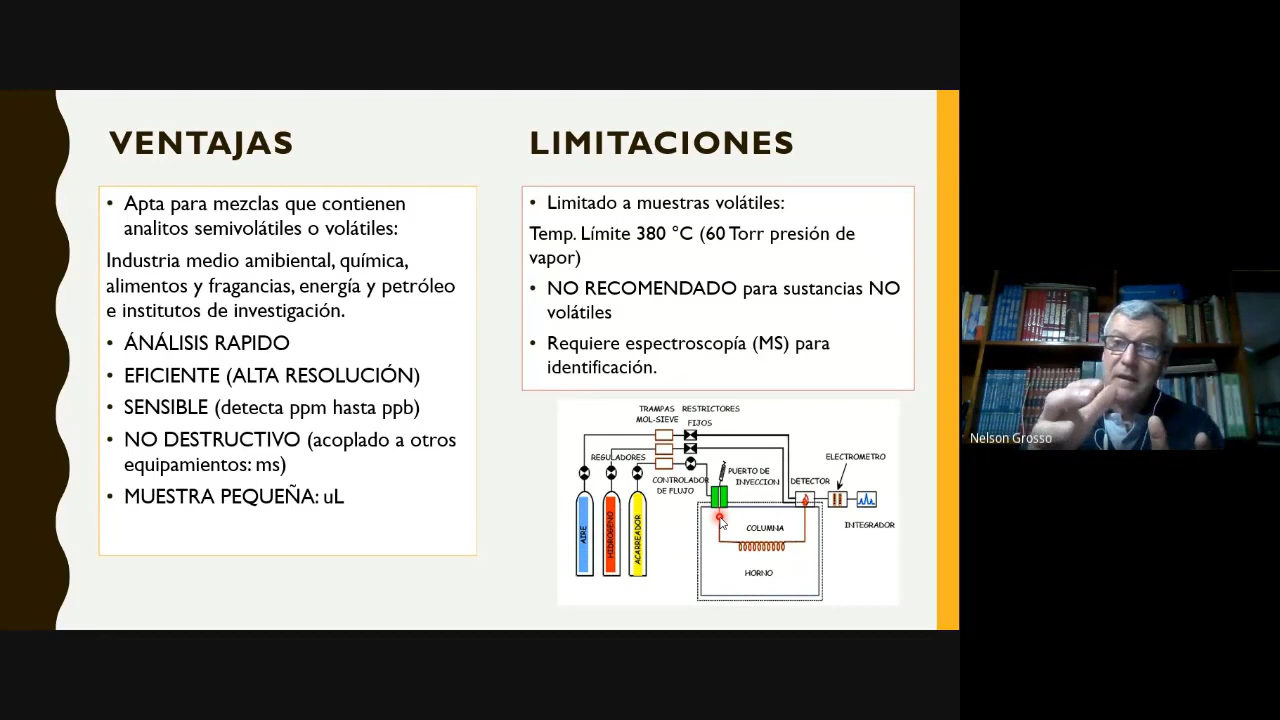 VENTAJAS
• Apta para mezclas que contienen
analitos semivolátiles o volátiles:
Industria medio amibiental, química,
alimentos y fragancias, energía y petróleo
e institutos de investigación.
• ÁNÁLISIS RAPIDO
• EFICIENTE (ALTA RESOLUCIÓN)
• SENSIBLE (detecta ppm hasta ppb)
• NO DESTRUCTIVO (acoplado a otros
equipamientos: ms)
• MUESTRA PEQUEÑA: uL
LIMITACIONES
• Limitado a muestras volátiles:
Temp. Límite 380 °C (60 Torr presión de
vapor)
• NO RECOMENDADO para sustancias NO
volátiles
• Requiere espectroscopía (MS) para
identificación.
TRAMPAS
MOL-SIEVE
RESTRICTORES
FIJOS
REGULADORES
CONTROLADOR
DE FLUJO
PUERTO DE
INYECCION
DETECTOR
ELECTROMETRO
INTEGRADOR
AIRE
HIDROGENO
ACARREADOR
COLUMNA
HORNO
Nelson Grosso